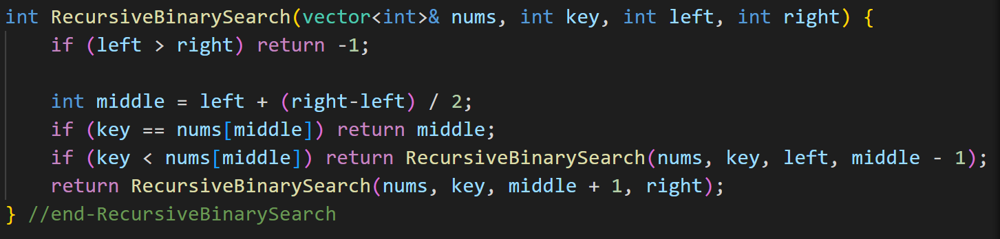 int RecursiveBinarySearch(vector<int>& nums, int key, int left, int right) {
    if (left > right) return -1;

    int middle = left + (right-left) / 2;
    if (key == nums[middle]) return middle;
    if (key < nums[middle]) return RecursiveBinarySearch(nums, key, left, middle - 1);
    return RecursiveBinarySearch(nums, key, middle + 1, right);
} //end-RecursiveBinarySearch